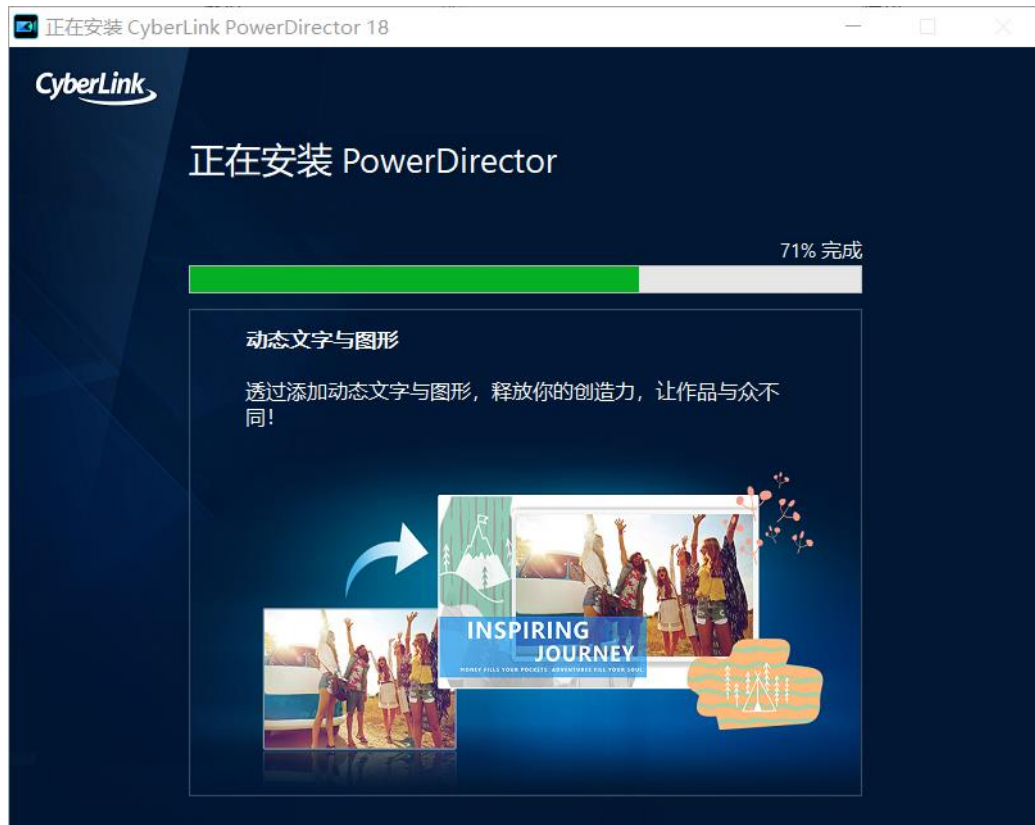 正在安装 CyberLink PowerDirector 18
CyberLink
正在安装 PowerDirector
71% 完成
动态文字与图形
透过添加动态文字与图形，释放你的创造力，让作品与众不
同！
INSPIRING
JOURNEY
MONEY FILLS YOUR POCKETS. ADVENTURES FILL YOUR SOUL.